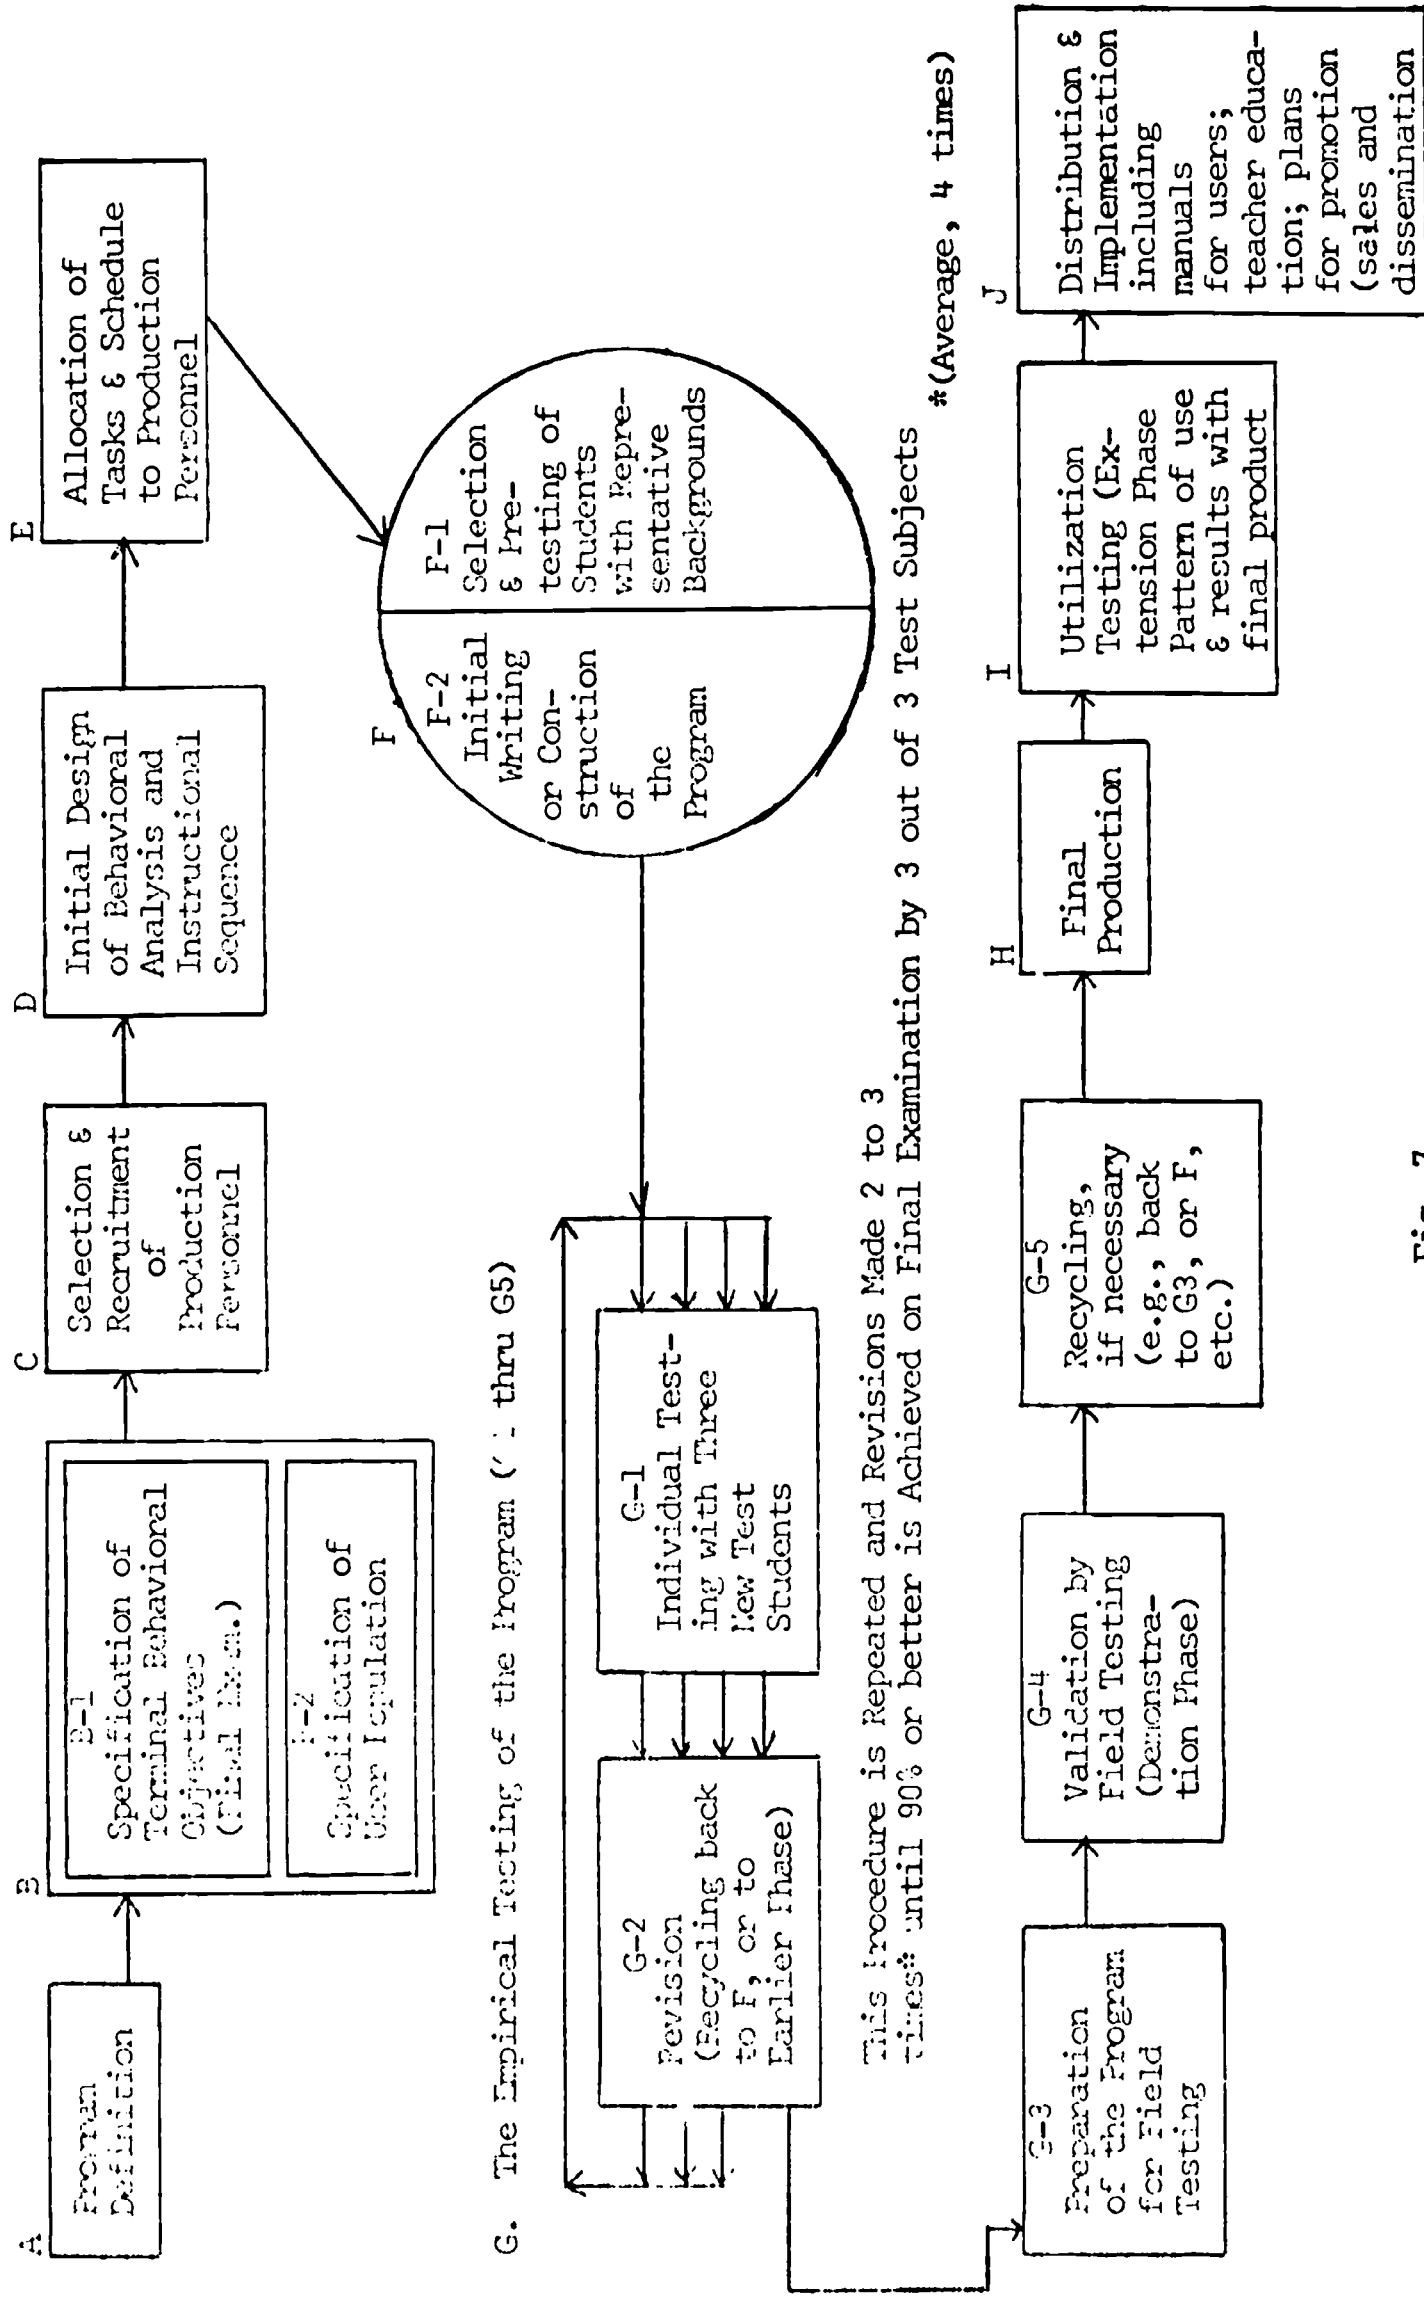 A
Program
Definition
B
B-1
Specification of
Terminal Behavioral
Objectives
(Final Exam.)
B-2
Specification of
User Population
C
Selection &
Recruitment
of
Production
Personnel
D
Initial Design
of Behavioral
Analysis and
Instructional
Sequence
E
Allocation of
Tasks & Schedule
to Production
Personnel
F
F-1
Selection
& Pre-
testing of
Students
with Repre-
sentative
Backgrounds
F-2
Initial
Writing
or Con-
struction
of
the
Program
G. The Empirical Testing of the Program ( thru G5)
G-1
Individual Test-
ing with Three
New Test
Students
G-2
Revision
(Recycling back
to F, or to
Earlier Phase)
This Procedure is Repeated and Revisions Made 2 to 3
times* until 90% or better is Achieved on Final Examination by 3 out of 3 Test Subjects
*(Average, 4 times)
G-3
Preparation
of the Program
for Field
Testing
G-4
Validation by
Field Testing
(Demonstra-
tion Phase)
G-5
Recycling,
if necessary
(e.g., back
to G3, or F,
etc.)
H
Final
Production
I
Utilization
Testing (Ex-
tension Phase
Pattern of use
& results with
final product
J
Distribution &
Implementation
including
manuals
for users;
teacher educa-
tion; plans
for promotion
(sales and
dissemination
Fig. 7